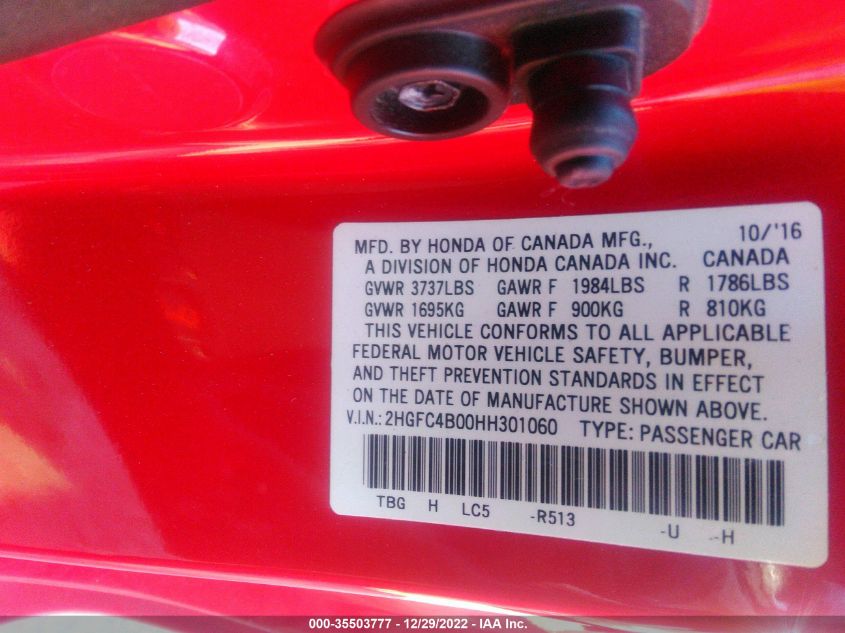 MFD. BY HONDA OF CANADA MFG., 10/'16
A DIVISION OF HONDA CANADA INC. CANADA
GVWR 3737LBS GAWR F 1984LBS R 1786LBS
GVWR 1695KG GAWR F 900KG R 810KG
THIS VEHICLE CONFORMS TO ALL APPLICABLE
FEDERAL MOTOR VEHICLE SAFETY, BUMPER,
AND THEFT PREVENTION STANDARDS IN EFFECT
ON THE DATE OF MANUFACTURE SHOWN ABOVE.
V.I.N.: 2HGFC4B00HH301060 TYPE: PASSENGER CAR
TBG H LC5 -R513 -U -H
000-35503777 - 12/29/2022 - IAA Inc.